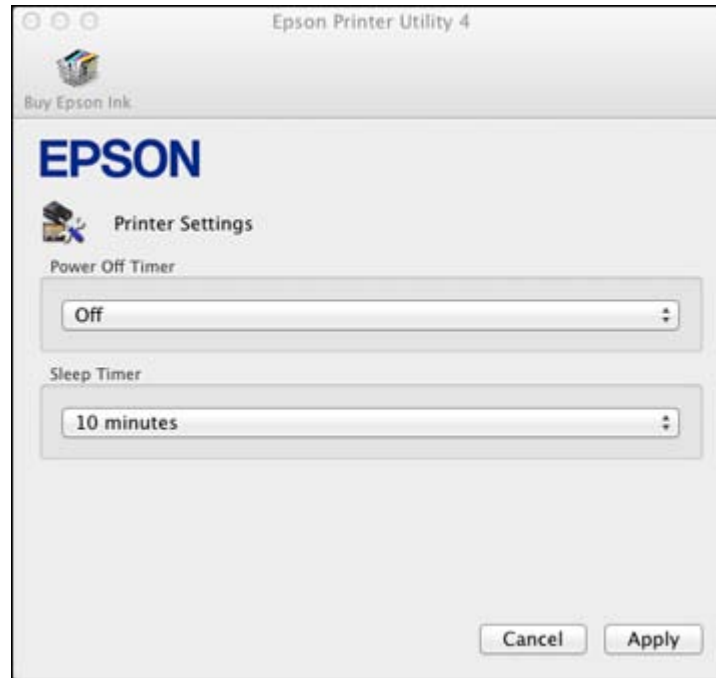 Epson Printer Utility 4
Buy Epson Ink
EPSON
Printer Settings
Power Off Timer
Off
Sleep Timer
10 minutes
Cancel
Apply